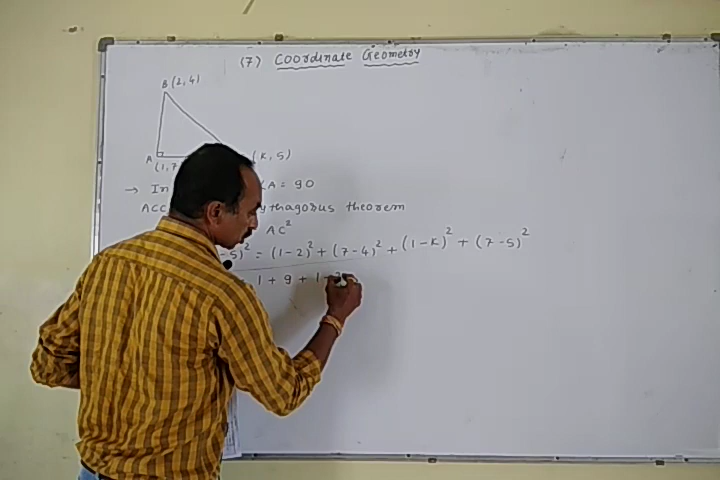 (7) Coordinate Geometry
B (2,4)
A
(K, 5)
(1,7
→ In ∠A = 90
Acc ythagorus theorem
AC²
-5)² = (1-2)² + (7-4)² + (1-K)² + (7-5)²
1 + 9 + 1 -